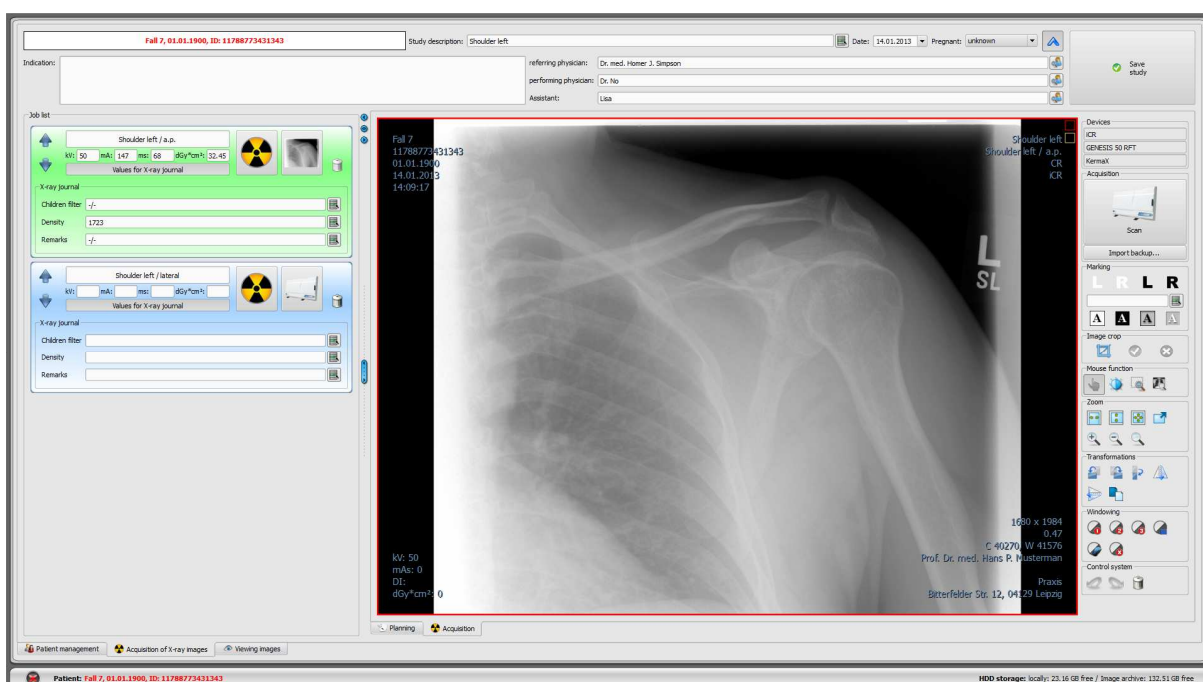 Fall 7, 01.01.1900, ID: 11788773431343
Study description: Shoulder left
Date: 14.01.2013
Pregnant: unknown
Indication:
referring physician: Dr. med. Homer J. Simpson
performing physician: Dr. No
Assistant: Lisa
Save study
Job list
Shoulder left / a.p.
kV: 50 mA: 147 ms: 68 dGy*cm²: 32.45
Values for X-ray journal
X-ray journal
Children filter -/-
Density 1723
Remarks -/-
Shoulder left / lateral
kV: mA: ms: dGy*cm²:
Values for X-ray journal
X-ray journal
Children filter
Density
Remarks
Fall 7
11788773431343
01.01.1900
14.01.2013
14:09:17
Shoulder left
Shoulder left / a.p.
CR
iCR
L
SL
kV: 50
mAs: 0
DI:
dGy*cm²: 0
1680 x 1984
0.47
C 40270, W 41576
Prof. Dr. med. Hans P. Musterman
Praxis
Bitterfelder Str. 12, 04129 Leipzig
Devices
iCR
GENESIS 50 RFT
KermaX
Acquisition
Scan
Import backup...
Marking
L R L R
A A A A
Image crop
Mouse function
Zoom
Transformations
Windowing
Control system
Planning
Acquisition
Patient management
Acquisition of X-ray images
Viewing images
Patient: Fall 7, 01.01.1900, ID: 11788773431343
HDD storage: locally: 23.16 GB free / Image archive: 132.51 GB free